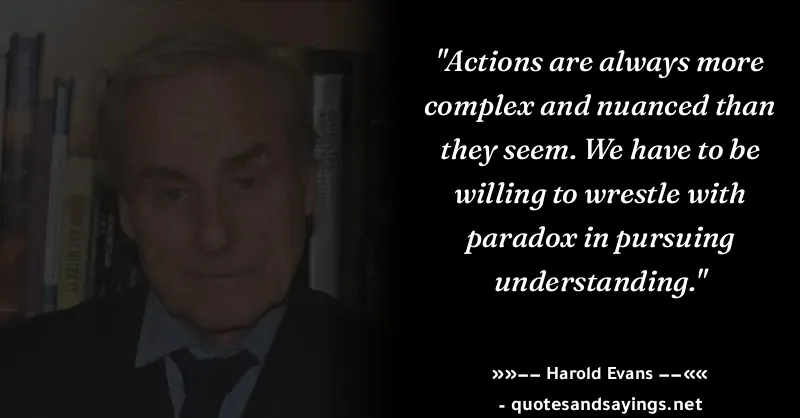 "Actions are always more
complex and nuanced than
they seem. We have to be
willing to wrestle with
paradox in pursuing
understanding."
»»–– Harold Evans ––««
- quotesandsayings.net